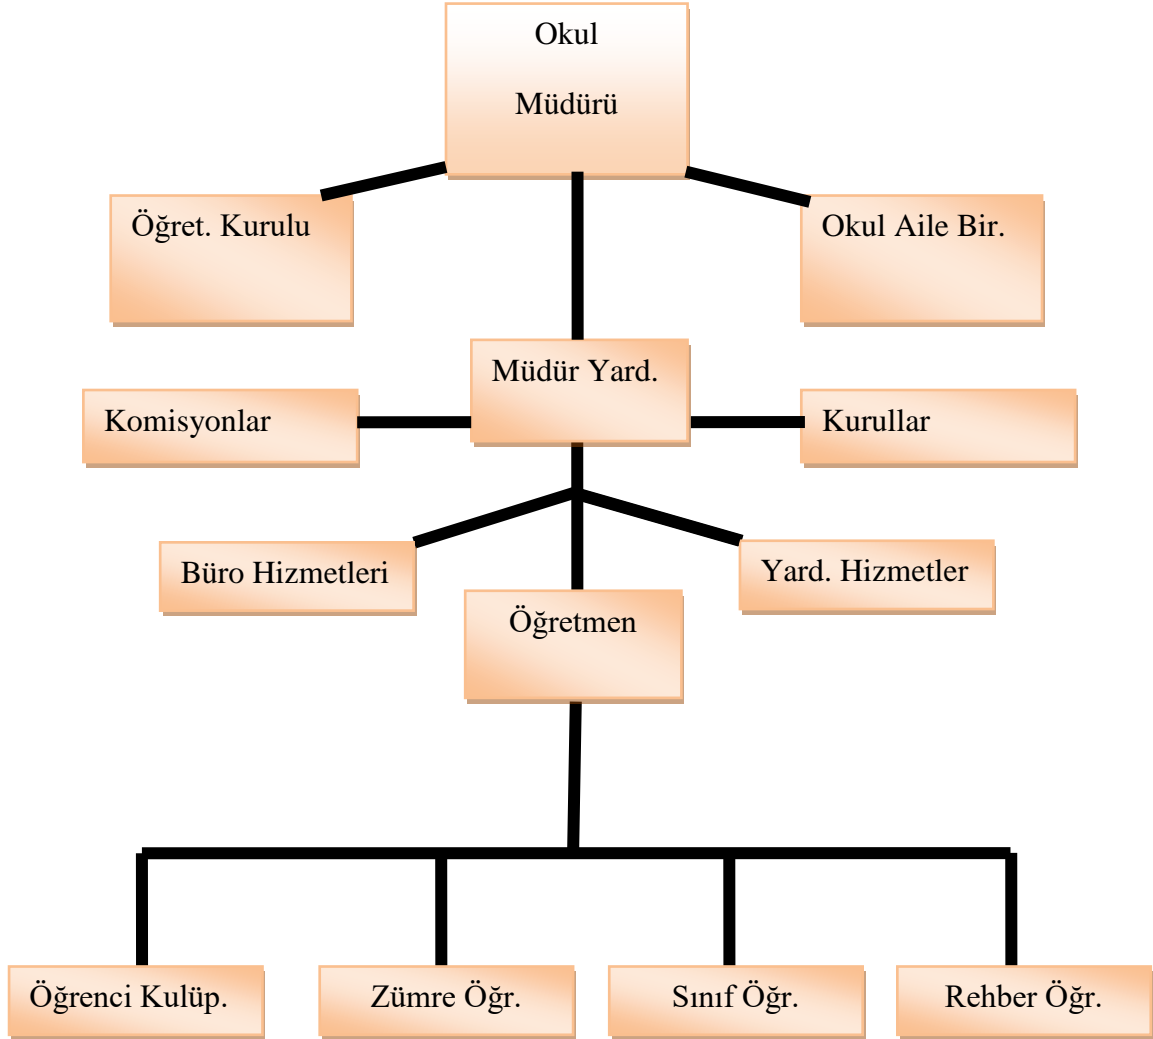 Okul
Müdürü
Öğret. Kurulu
Okul Aile Bir.
Müdür Yard.
Komisyonlar
Kurullar
Büro Hizmetleri
Yard. Hizmetler
Öğretmen
Öğrenci Kulüp.
Zümre Öğr.
Sınıf Öğr.
Rehber Öğr.